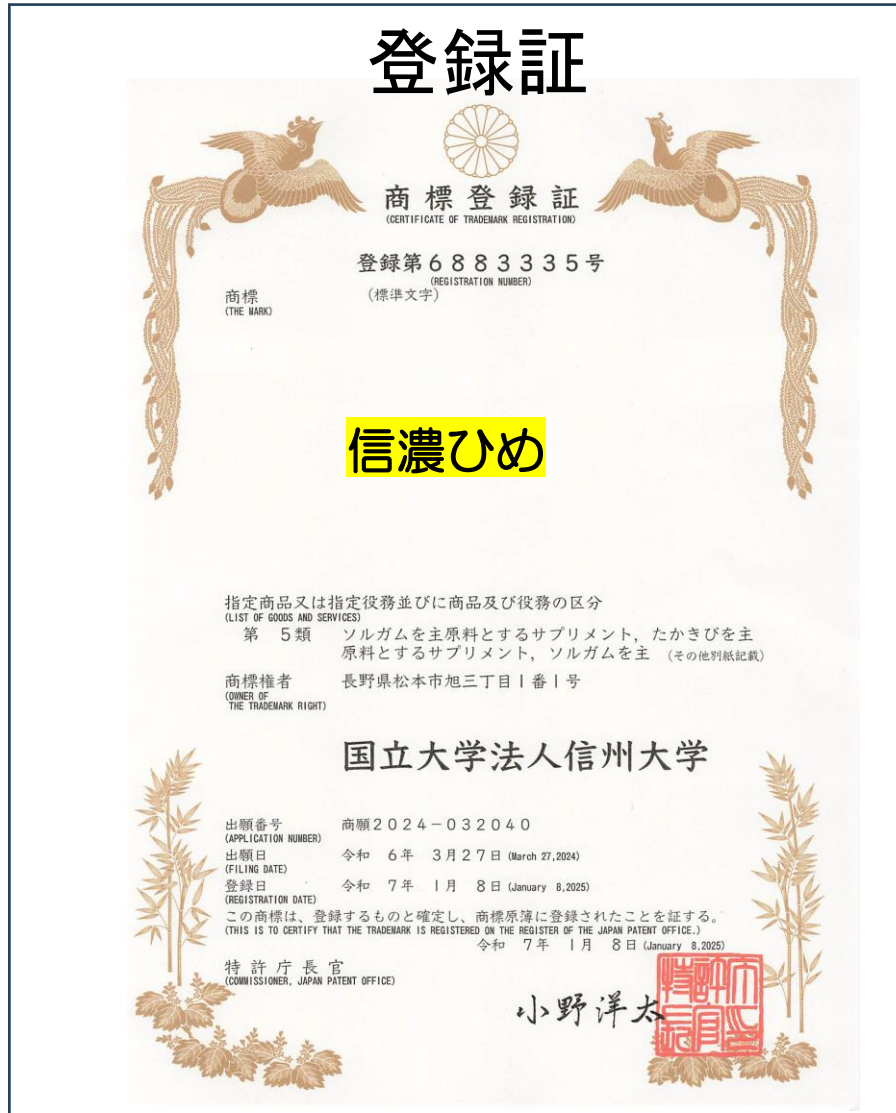 登録証
商標登録証
(CERTIFICATE OF TRADEMARK REGISTRATION)
登録第6883335号
(REGISTRATION NUMBER)
商標
(標準文字)
(THE MARK)
信濃ひめ
指定商品又は指定役務並びに商品及び役務の区分
(LIST OF GOODS AND SERVICES)
第 5類 ソルガムを主原料とするサプリメント,たかきびを主
原料とするサプリメント,ソルガムを主 (その他別紙記載)
商標権者 長野県松本市旭三丁目1番1号
(OWNER OF
THE TRADEMARK RIGHT)
国立大学法人信州大学
出願番号 商願2024-032040
(APPLICATION NUMBER)
出願日 令和 6年 3月27日 (March 27,2024)
(FILING DATE)
登録日 令和 7年 1月 8日 (January 8,2025)
(REGISTRATION DATE)
この商標は、登録するものと確定し、商標原簿に登録されたことを証する。
(THIS IS TO CERTIFY THAT THE TRADEMARK IS REGISTERED ON THE REGISTER OF THE JAPAN PATENT OFFICE.)
令和 7年 1月 8日 (January 8,2025)
特許庁長官
(COMMISSIONER, JAPAN PATENT OFFICE)
小野洋太